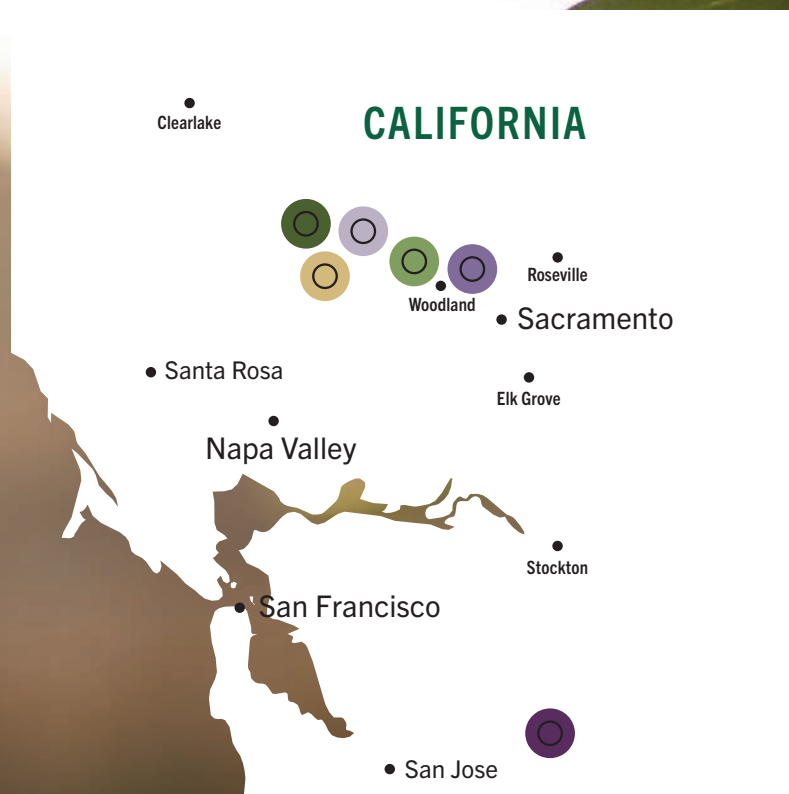 Clearlake
CALIFORNIA
Roseville
Woodland
Sacramento
Santa Rosa
Elk Grove
Napa Valley
Stockton
San Francisco
San Jose